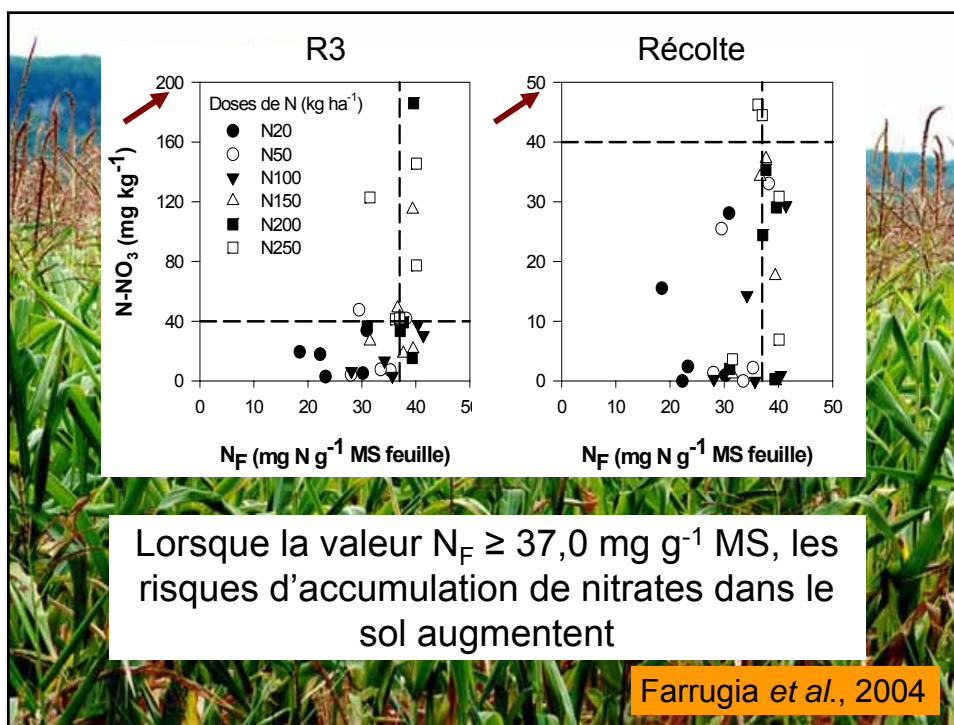 R3
Récolte
200
160
120
80
40
0
N-NO3 (mg kg-1)
Doses de N (kg ha-1)
N20
N50
N100
N150
N200
N250
0 10 20 30 40 50
NF (mg N g-1 MS feuille)
50
40
30
20
10
0
0 10 20 30 40 50
NF (mg N g-1 MS feuille)
Lorsque la valeur NF ≥ 37,0 mg g-1 MS, les
risques d'accumulation de nitrates dans le
sol augmentent
Farrugia et al., 2004